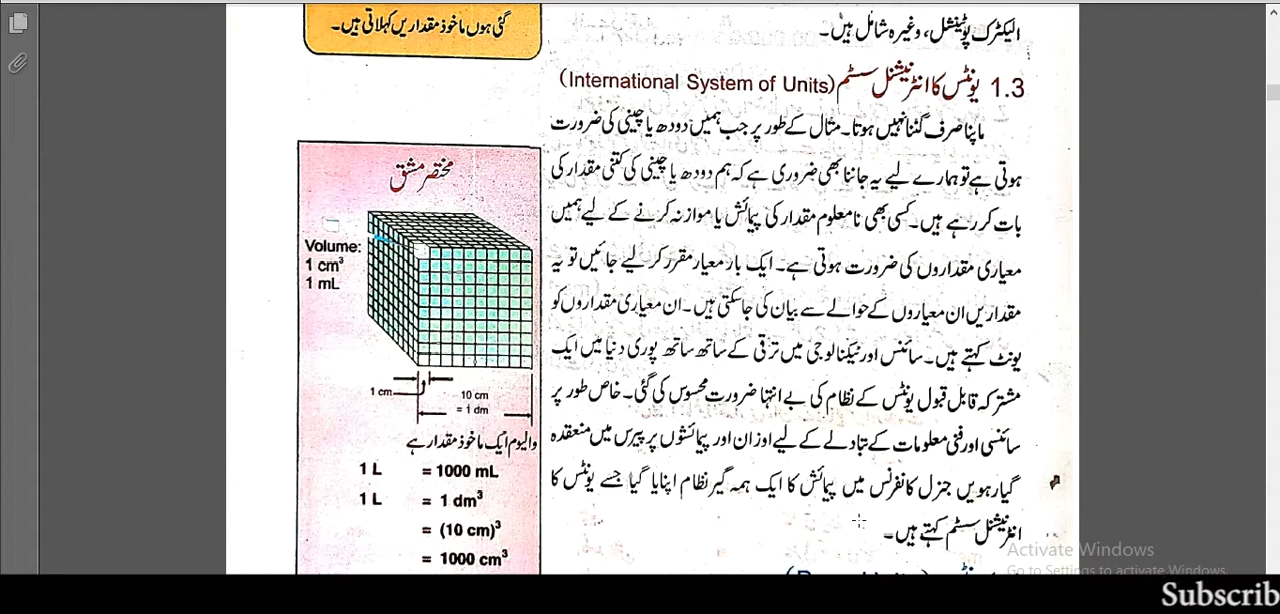 الیکٹرک پوٹینشل، وغیرہ شامل ہیں۔
1.3 یونٹس کا انٹرنیشنل سسٹم (International System of Units)
ماپنا صرف گننا نہیں ہوتا۔ مثال کے طور پر جب ہمیں دودھ یا چینی کی ضرورت
ہوتی ہے تو ہمارے لیے یہ جاننا بھی ضروری ہے کہ ہم دودھ یا چینی کی کتنی مقدار کی
بات کر رہے ہیں۔ کسی بھی نامعلوم مقدار کی پیمائش یا موازنہ کرنے کے لیے ہمیں
معیاری مقداروں کی ضرورت ہوتی ہے۔ ایک بار معیار مقرر کر لیے جائیں تو یہ
مقداریں ان معیاروں کے حوالے سے بیان کی جاسکتی ہیں۔ ان معیاری مقداروں کو
یونٹ کہتے ہیں۔ سائنس اور ٹیکنالوجی میں ترقی کے ساتھ ساتھ پوری دنیا میں ایک
مشترکہ قابل قبول یونٹس کے نظام کی بے انتہا ضرورت محسوس کی گئی۔ خاص طور پر
سائنسی اور فنی معلومات کے تبادلے کے لیے اوزان اور پیمائشوں پر پیرس میں منعقدہ
گیارہویں جنرل کانفرنس میں پیمائش کا ایک ہمہ گیر نظام اپنایا گیا جسے یونٹس کا
انٹرنیشنل سسٹم کہتے ہیں۔
گئی ہوں ماخوذ مقداریں کہلاتی ہیں۔
مختصر مشق
Volume:
1 cm³
1 mL
1 cm
10 cm
= 1 dm
والیوم ایک ماخوذ مقدار ہے
1 L = 1000 mL
1 L = 1 dm³
= (10 cm)³
= 1000 cm³
Activate Windows
Go to Settings to activate Windows.
Subscrib